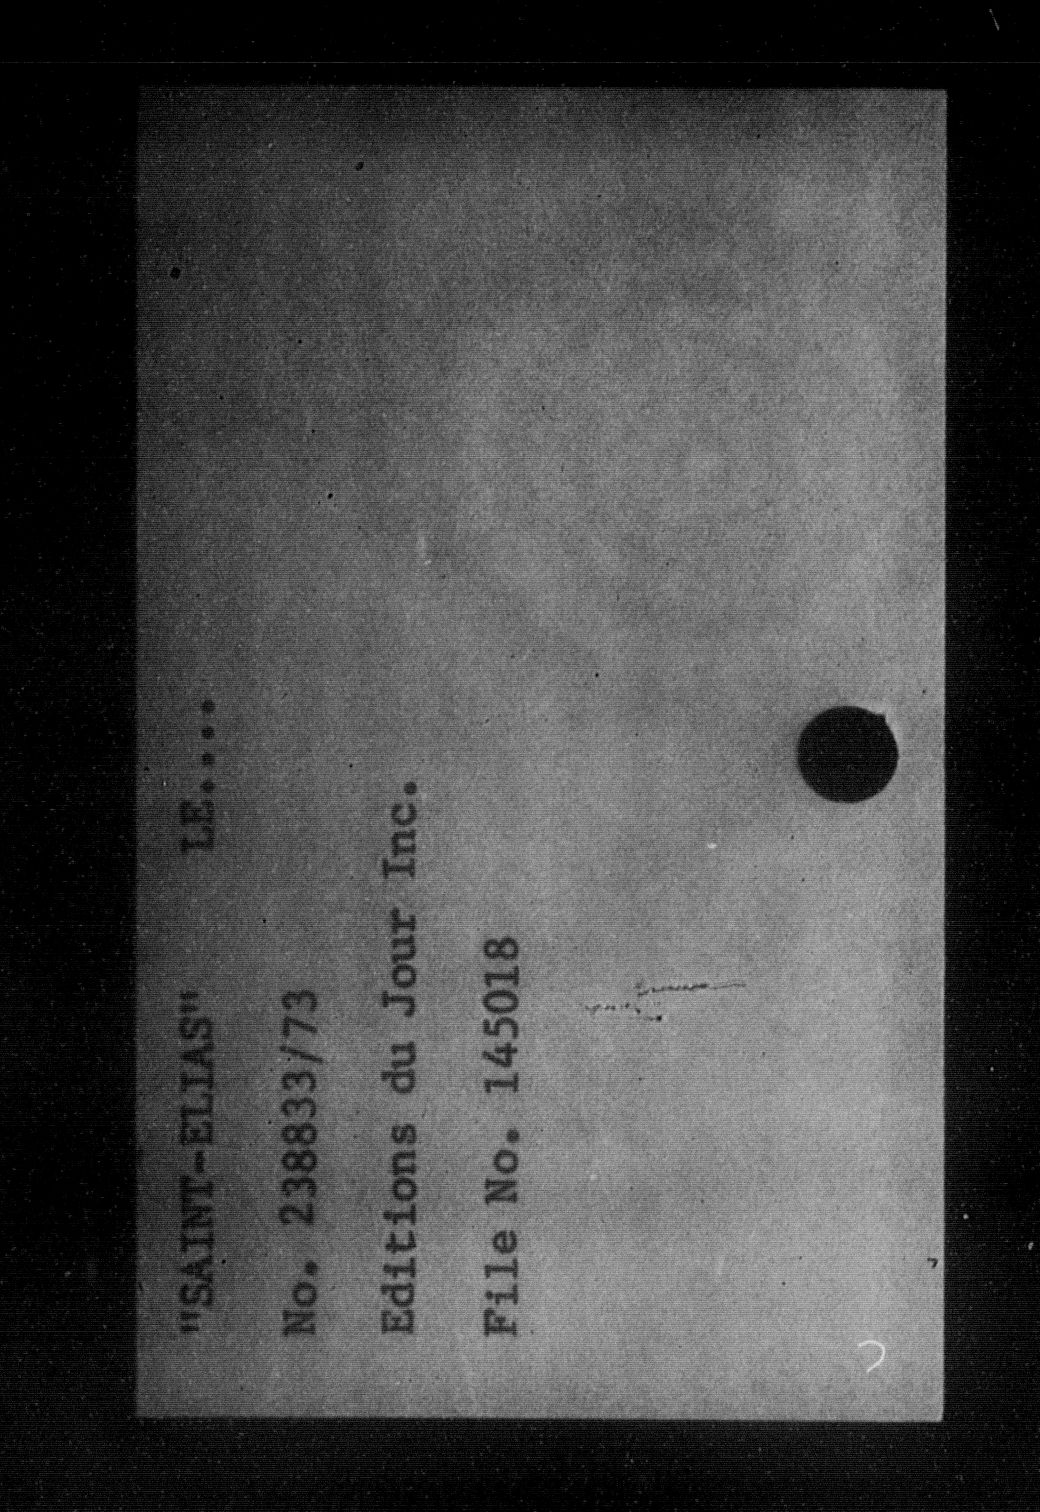 "SAINT-ELIAS" LE.....
No. 238833/73
Editions du Jour Inc.
File No. 145018